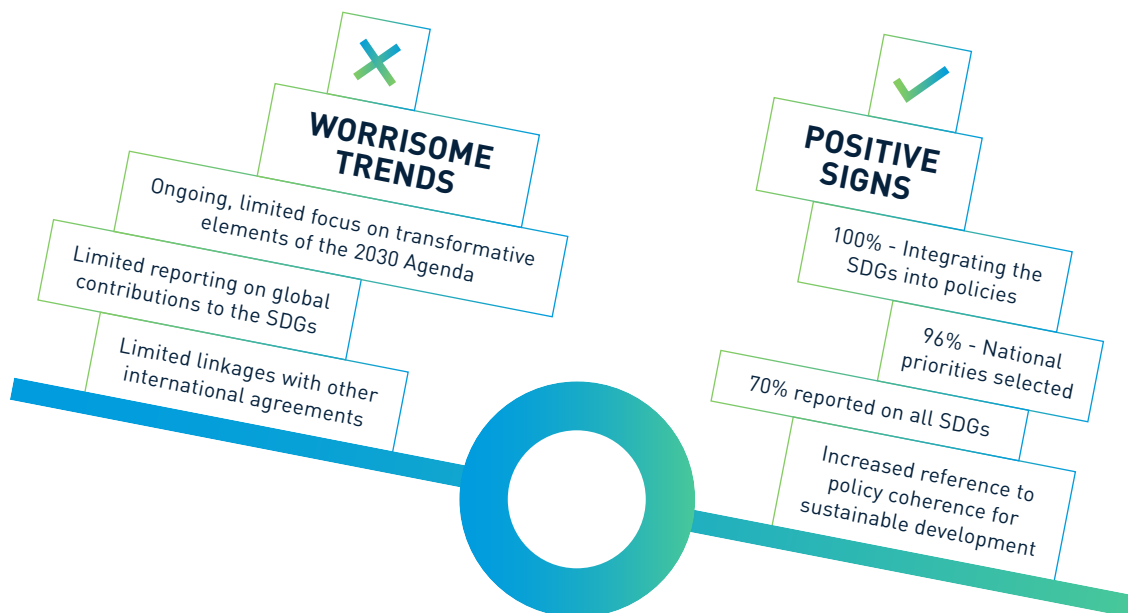 WORRISOME
TRENDS
Ongoing, limited focus on transformative
elements of the 2030 Agenda
Limited reporting on global
contributions to the SDGs
Limited linkages with other
international agreements
POSITIVE
SIGNS
100% - Integrating the
SDGs into policies
96% - National
priorities selected
70% reported on all SDGs
Increased reference to
policy coherence for
sustainable development